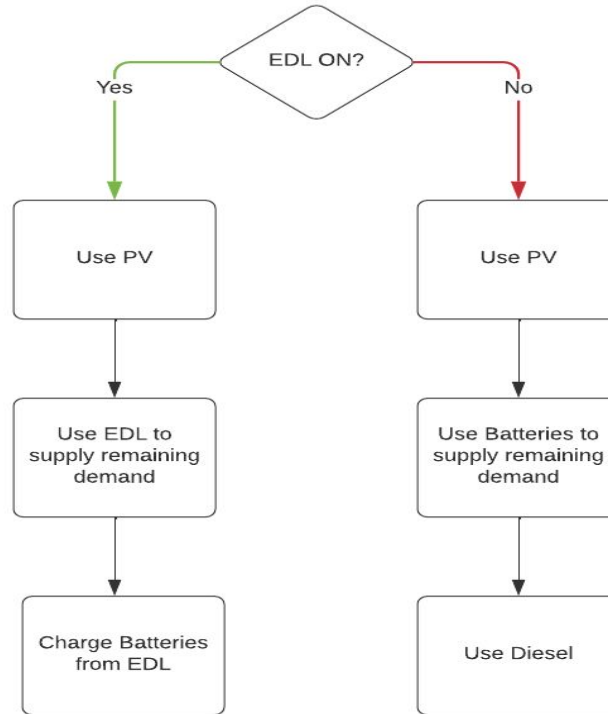 EDL ON?
Yes
No
Use PV
Use PV
Use EDL to
supply remaining
demand
Use Batteries to
supply remaining
demand
Charge Batteries
from EDL
Use Diesel